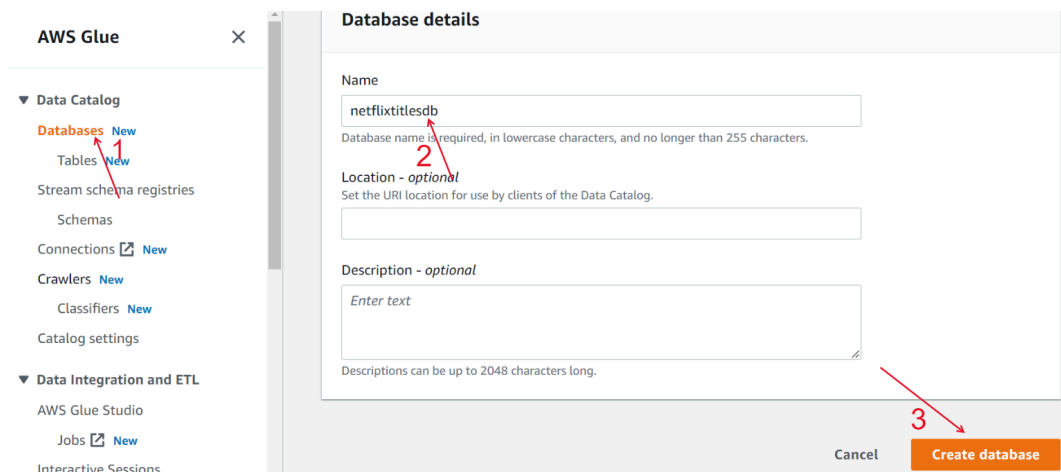 AWS Glue
Data Catalog
Databases New
Tables New
Stream schema registries
Schemas
Connections New
Crawlers New
Classifiers New
Catalog settings
Data Integration and ETL
AWS Glue Studio
Jobs New
Interactive Sessions
1
Database details
Name
netflixtitlesdb
Database name is required, in lowercase characters, and no longer than 255 characters.
2
Location - optional
Set the URI location for use by clients of the Data Catalog.
Description - optional
Enter text
Descriptions can be up to 2048 characters long.
3
Cancel
Create database